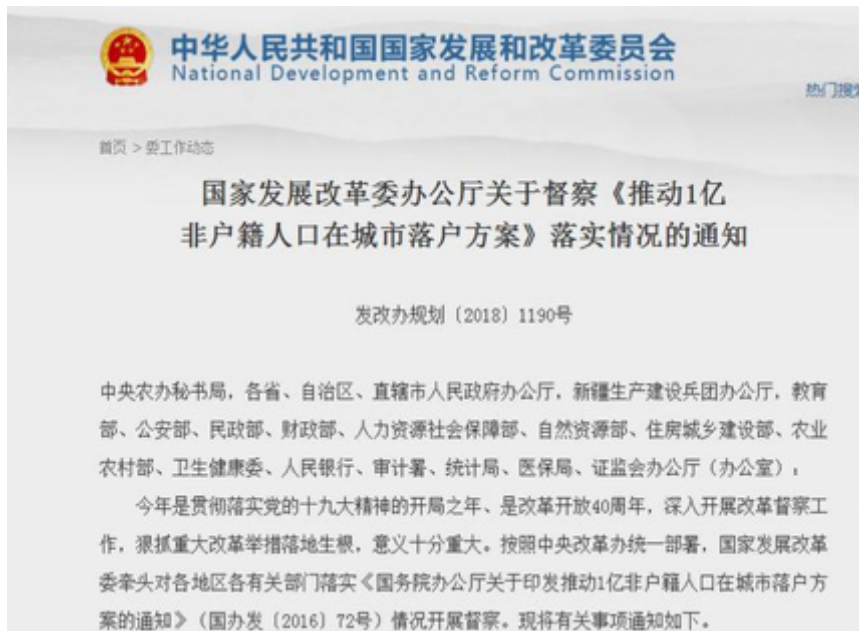 中华人民共和国国家发展和改革委员会
National Development and Reform Commission
热门搜索
首页 > 委工作动态
国家发展改革委办公厅关于督察《推动1亿
非户籍人口在城市落户方案》落实情况的通知
发改办规划〔2018〕1190号
中央农办秘书局，各省、自治区、直辖市人民政府办公厅，新疆生产建设兵团办公厅，教育
部、公安部、民政部、财政部、人力资源社会保障部、自然资源部、住房城乡建设部、农业
农村部、卫生健康委、人民银行、审计署、统计局、医保局、证监会办公厅（办公室）：
今年是贯彻落实党的十九大精神的开局之年、是改革开放40周年，深入开展改革督察工
作，狠抓重大改革举措落地生根，意义十分重大。按照中央改革办统一部署，国家发展改革
委牵头对各地区各有关部门落实《国务院办公厅关于印发推动1亿非户籍人口在城市落户方
案的通知》（国办发〔2016〕72号）情况开展督察。现将有关事项通知如下。